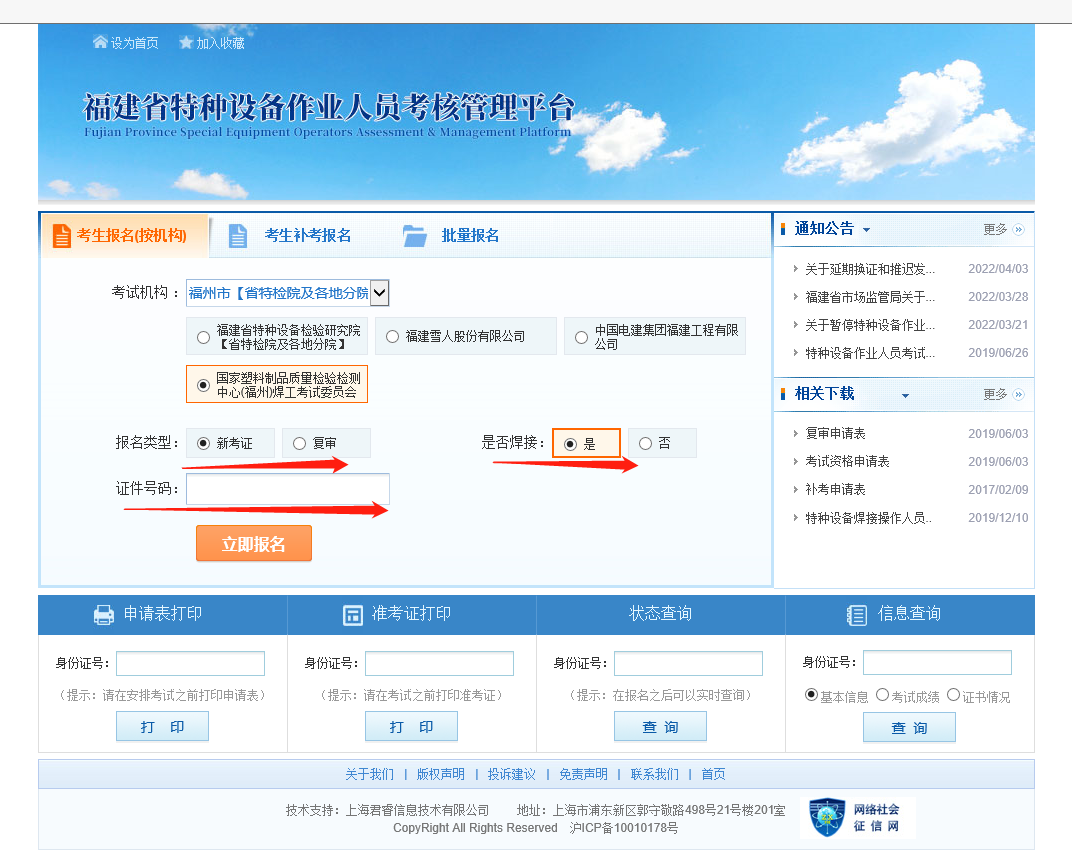 设为首页 加入收藏
福建省特种设备作业人员考核管理平台
Fujian Province Special Equipment Operators Assessment & Management Platform
考生报名(按机构) 考生补考报名 批量报名
考试机构： 福州市【省特检院及各地分院
福建省特种设备检验研究院
【省特检院及各地分院】
福建雪人股份有限公司
中国电建集团福建工程有限
公司
国家塑料制品质量检验检测
中心(福州)焊工考试委员会
报名类型： 新考证 复审 是否焊接： 是 否
证件号码：
立即报名
通知公告 更多
关于延期换证和推迟发... 2022/04/03
福建省市场监管局关于... 2022/03/28
关于暂停特种设备作业... 2022/03/21
特种设备作业人员考试... 2019/06/26
相关下载 更多
复审申请表 2019/06/03
考试资格申请表 2019/06/03
补考申请表 2017/02/09
特种设备焊接操作人员.. 2019/12/10
申请表打印
身份证号：
（提示：请在安排考试之前打印申请表）
打 印
准考证打印
身份证号：
（提示：请在考试之前打印准考证）
打 印
状态查询
身份证号：
（提示：在报名之后可以实时查询）
查 询
信息查询
身份证号：
基本信息 考试成绩 证书情况
查 询
关于我们 | 版权声明 | 投诉建议 | 免责声明 | 联系我们 | 首页
技术支持：上海君睿信息技术有限公司 地址：上海市浦东新区郭守敬路498号21号楼201室
CopyRight All Rights Reserved 沪ICP备10010178号
网络社会
征信网